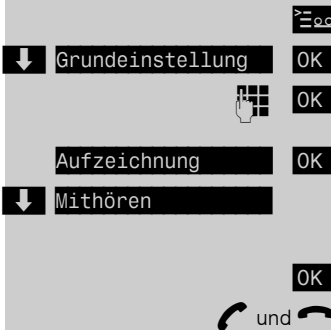 Grundeinstellung OK
OK
Aufzeichnung OK
Mithören
OK
und